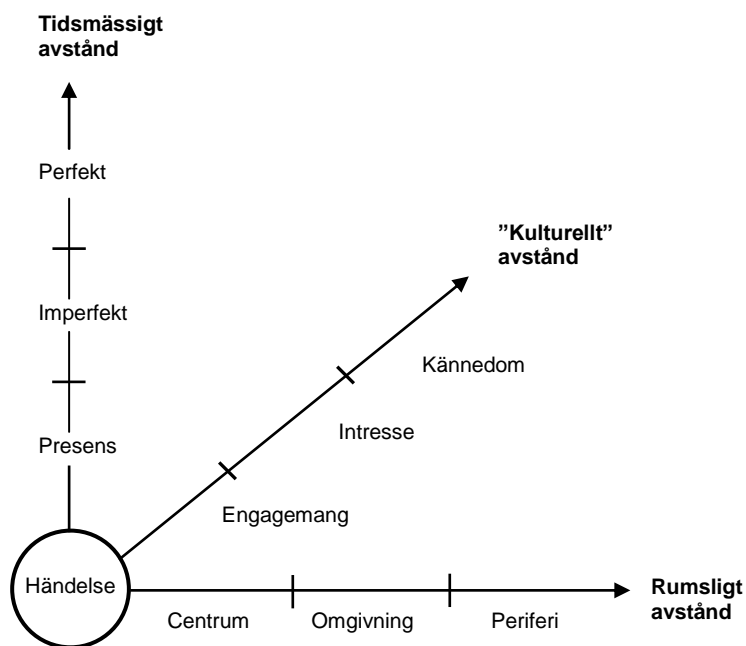 Tidsmässigt
avstånd
Perfekt
”Kulturellt”
avstånd
Imperfekt
Kännedom
Intresse
Presens
Engagemang
Händelse
Rumsligt
avstånd
Centrum
Omgivning
Periferi